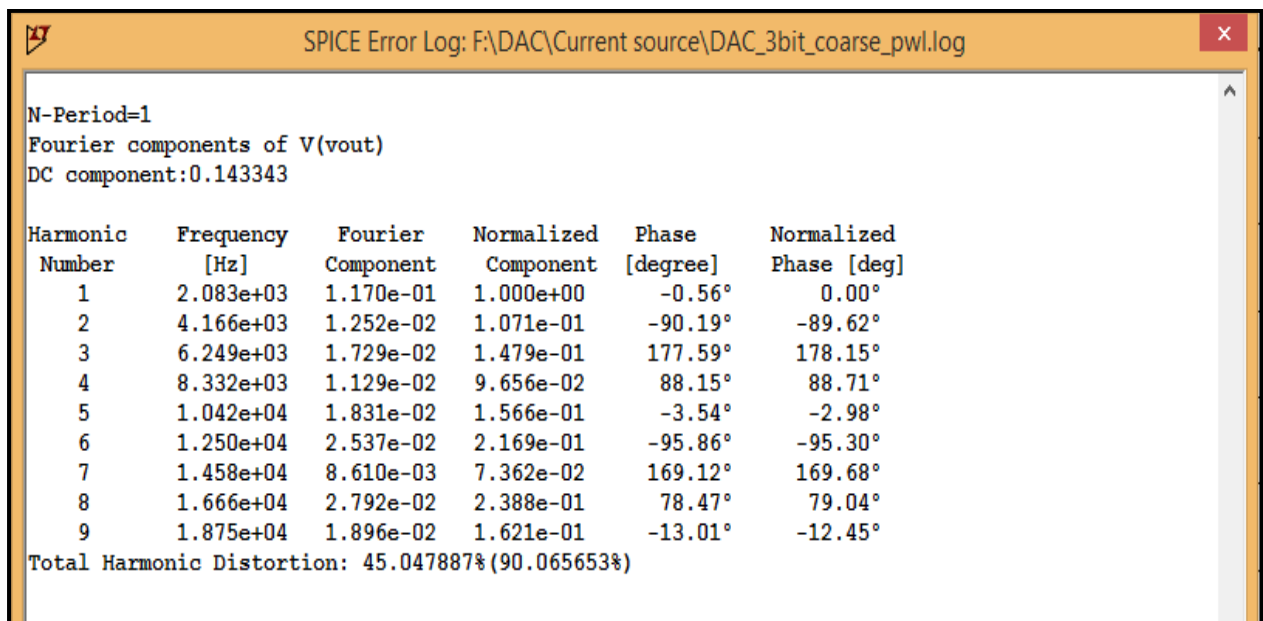 SPICE Error Log: F:\DAC\Current source\DAC_3bit_coarse_pwl.log
N-Period=1
Fourier components of V(vout)
DC component:0.143343
Harmonic Frequency Fourier Normalized Phase Normalized
Number [Hz] Component Component [degree] Phase [deg]
1 2.083e+03 1.170e-01 1.000e+00 -0.56° 0.00°
2 4.166e+03 1.252e-02 1.071e-01 -90.19° -89.62°
3 6.249e+03 1.729e-02 1.479e-01 177.59° 178.15°
4 8.332e+03 1.129e-02 9.656e-02 88.15° 88.71°
5 1.042e+04 1.831e-02 1.566e-01 -3.54° -2.98°
6 1.250e+04 2.537e-02 2.169e-01 -95.86° -95.30°
7 1.458e+04 8.610e-03 7.362e-02 169.12° 169.68°
8 1.666e+04 2.792e-02 2.388e-01 78.47° 79.04°
9 1.875e+04 1.896e-02 1.621e-01 -13.01° -12.45°
Total Harmonic Distortion: 45.047887%(90.065653%)